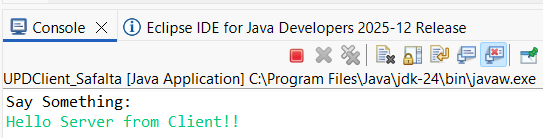 Console Eclipse IDE for Java Developers 2025-12 Release
UPDClient_Safalta [Java Application] C:\Program Files\Java\jdk-24\bin\javaw.exe
Say Something:
Hello Server from Client!!